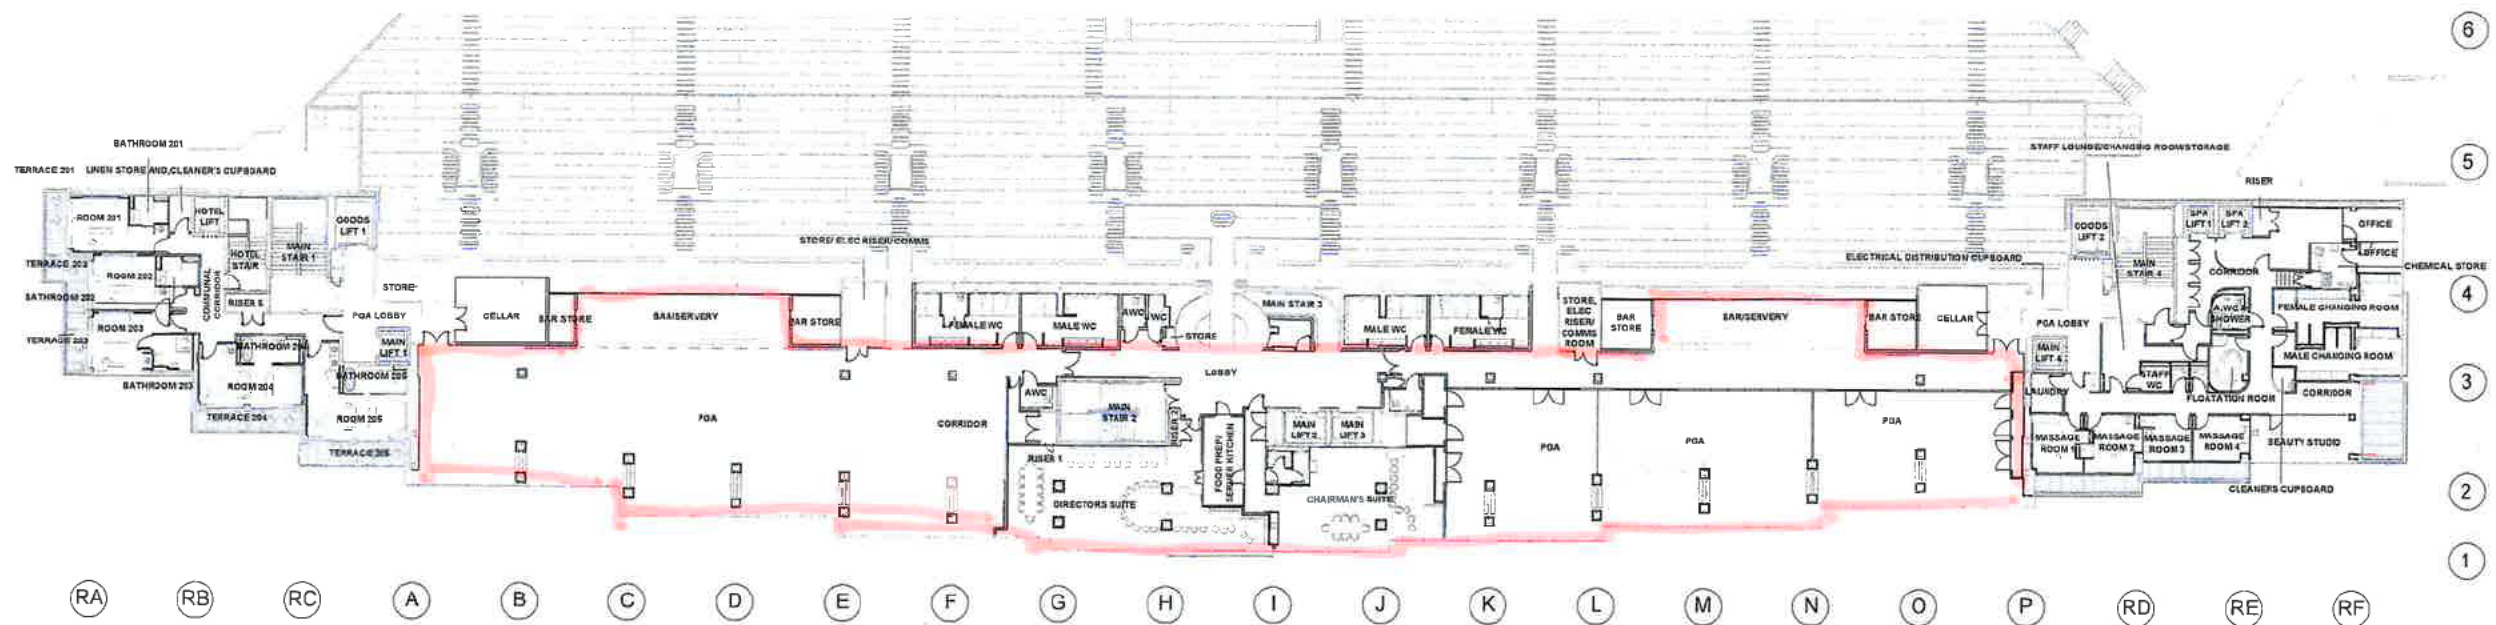 6
5
4
3
2
1
BATHROOM 201
TERRACE 201
LINEN STORE AND CLEANER'S CUPBOARD
ROOM 201
HOTEL
LIFT
GOODS
LIFT 1
TERRACE 202
ROOM 202
HOTEL
STAIR
MAIN
STAIR 1
COMMUNAL
CORRIDOR
BATHROOM 202
ROOM 203
RISER 5
STORE
PGA LOBBY
TERRACE 203
BATHROOM 203
BATHROOM 204
MAIN
LIFT 1
ROOM 204
BATHROOM 205
TERRACE 204
ROOM 205
TERRACE 205
CELLAR
BAR STORE
BAR/SERVERY
BAR STORE
STORE/ ELEC RISER/COMMS
FEMALE WC
MALE WC
AWC
WC
STORE
MAIN STAIR 3
MALE WC
FEMALE WC
STORE,
ELEC
RISER/
COMMS
ROOM
BAR
STORE
BAR/SERVERY
BAR STORE
CELLAR
ELECTRICAL DISTRIBUTION CUPBOARD
PGA
CORRIDOR
AWC
MAIN
STAIR 2
RISER 2
LOBBY
MAIN
LIFT 2
MAIN
LIFT 3
RISER 1
DIRECTORS SUITE
FOOD PREP/
SERVER KITCHEN
CHAIRMAN'S SUITE
PGA
PGA
PGA
STAFF LOUNGE/CHANGING ROOM/STORAGE
RISER
GOODS
LIFT 2
MAIN
STAIR 4
SPA
LIFT 1
SPA
LIFT 2
OFFICE
OFFICE
CORRIDOR
CHEMICAL STORE
A.WC &
SHOWER
FEMALE CHANGING ROOM
PGA LOBBY
MAIN
LIFT 4
MALE CHANGING ROOM
STAFF
WC
LAUNDRY
FLOATATION ROOM
CORRIDOR
MASSAGE
ROOM 1
MASSAGE
ROOM 2
MASSAGE
ROOM 3
MASSAGE
ROOM 4
BEAUTY STUDIO
CLEANERS CUPBOARD
RA
RB
RC
A
B
C
D
E
F
G
H
I
J
K
L
M
N
O
P
RD
RE
RF